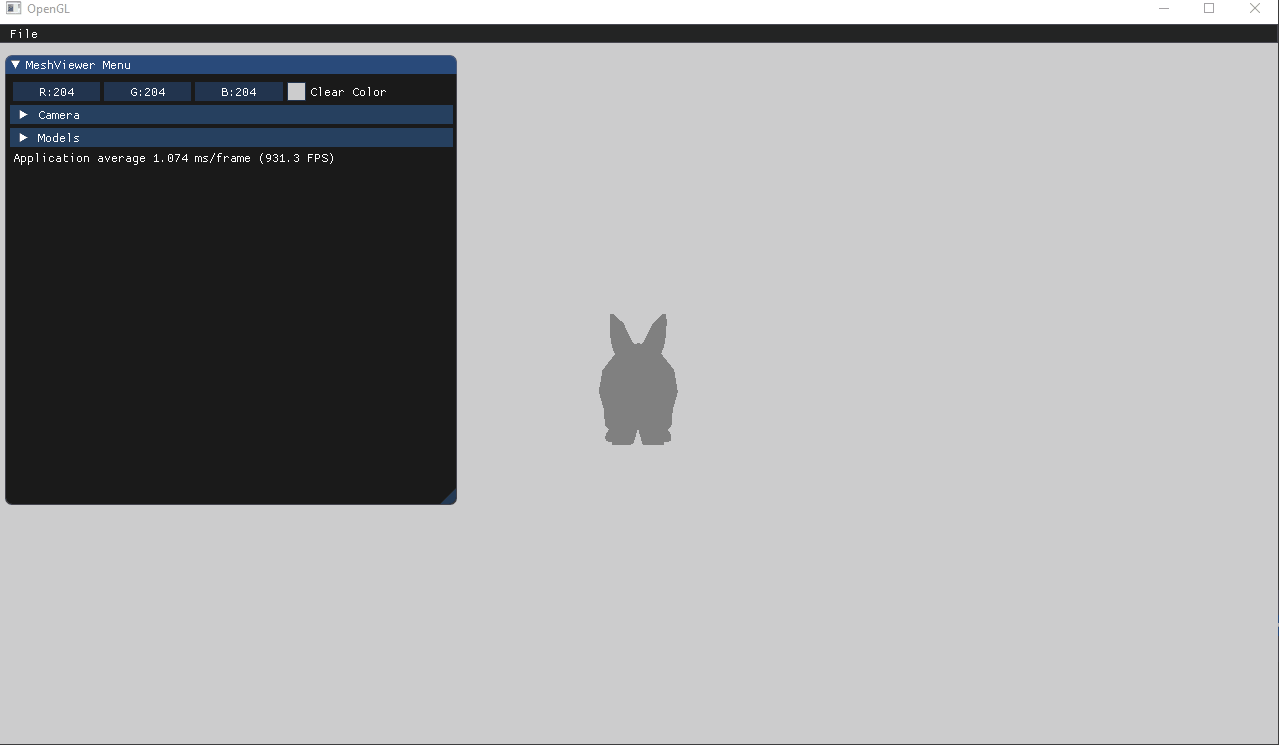 OpenGL
File
MeshViewer Menu
R:204 G:204 B:204 Clear Color
Camera
Models
Application average 1.074 ms/frame (931.3 FPS)